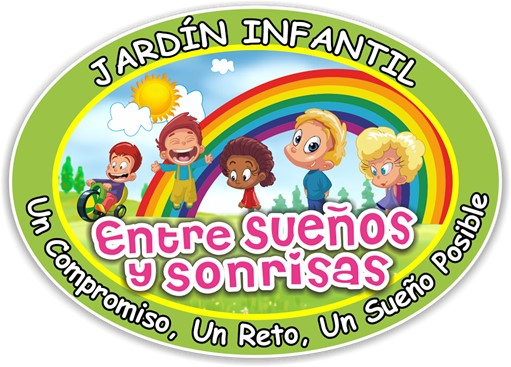 JARDÍN INFANTIL
Entre sueños
y sonrisas
Un Compromiso, Un Reto, Un Sueño Posible